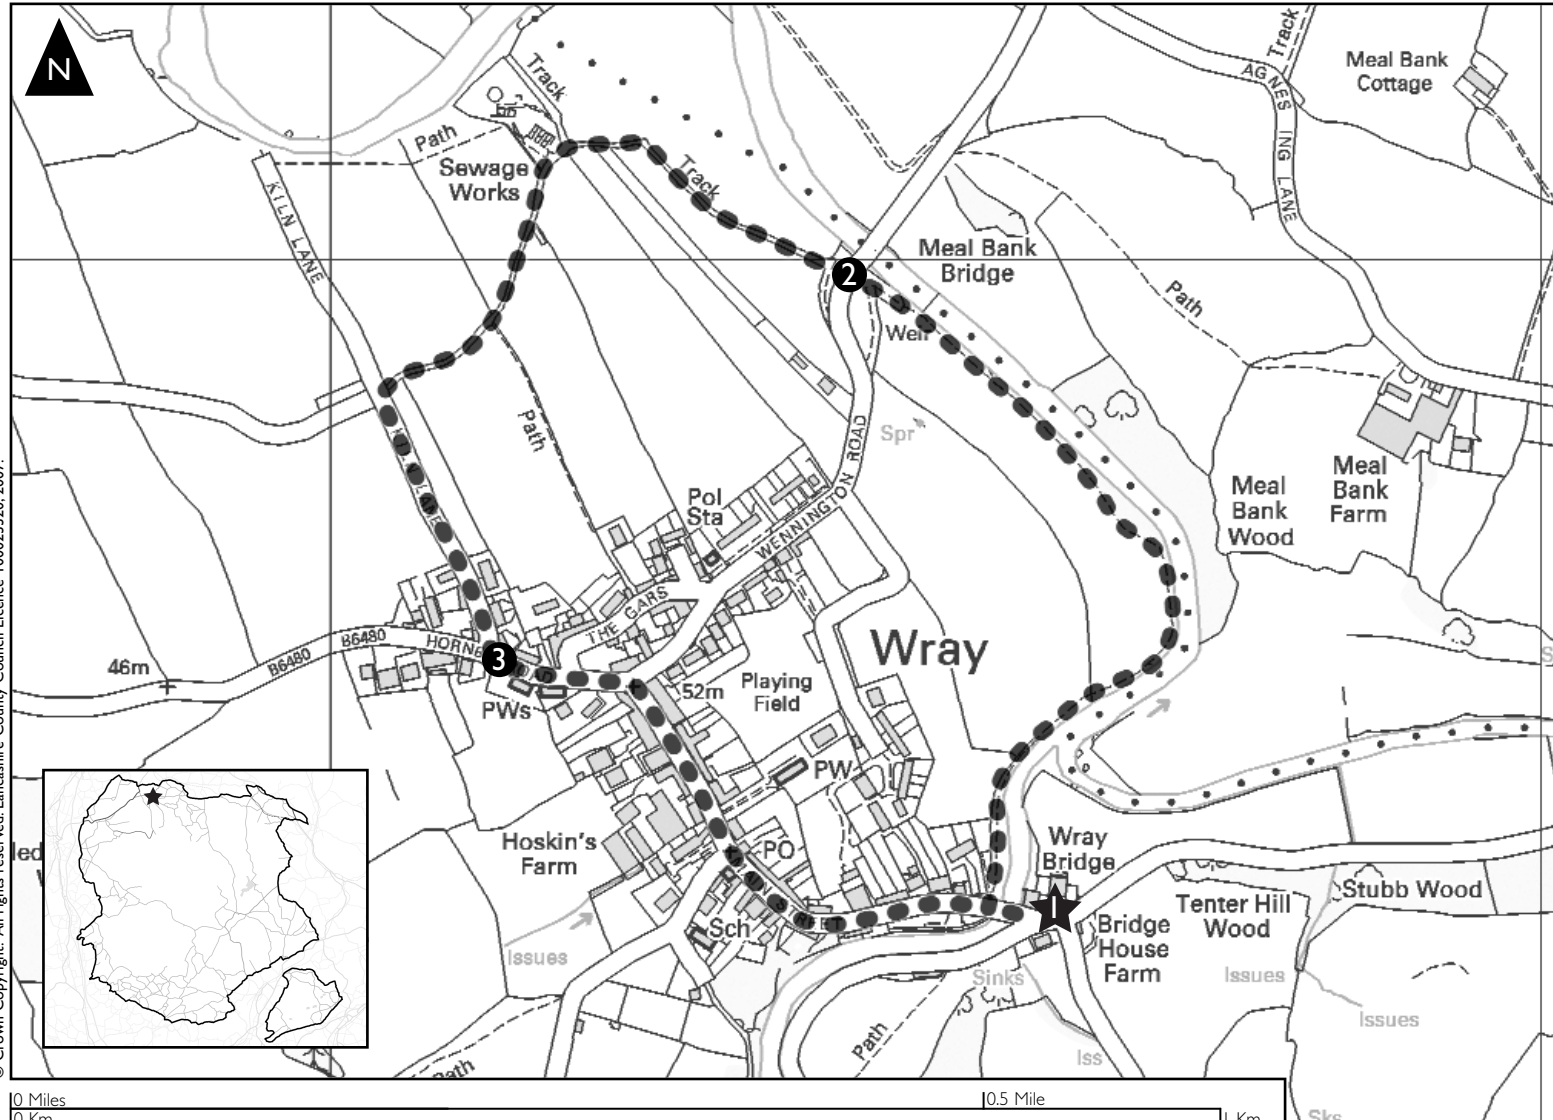 N
Track
Track
AGNES ING LANE
Meal Bank
Cottage
Path
Sewage
Works
Track
KILN LANE
2
Meal Bank
Bridge
Path
Weir
Path
Spr
WENNINGTON ROAD
Pol
Sta
Meal
Bank
Wood
Meal
Bank
Farm
KILN LANE
THE GARS
B6480
B6480
46m
3
PWs
52m
Playing
Field
Wray
PW
Hoskin's
Farm
PO
Wray
Bridge
1
Sch
Bridge
House
Farm
Tenter Hill
Wood
Stubb Wood
Issues
Sinks
Issues
Issues
Path
Iss
Path
Sks
0 Miles
0.5 Mile
0 Km
1 Km